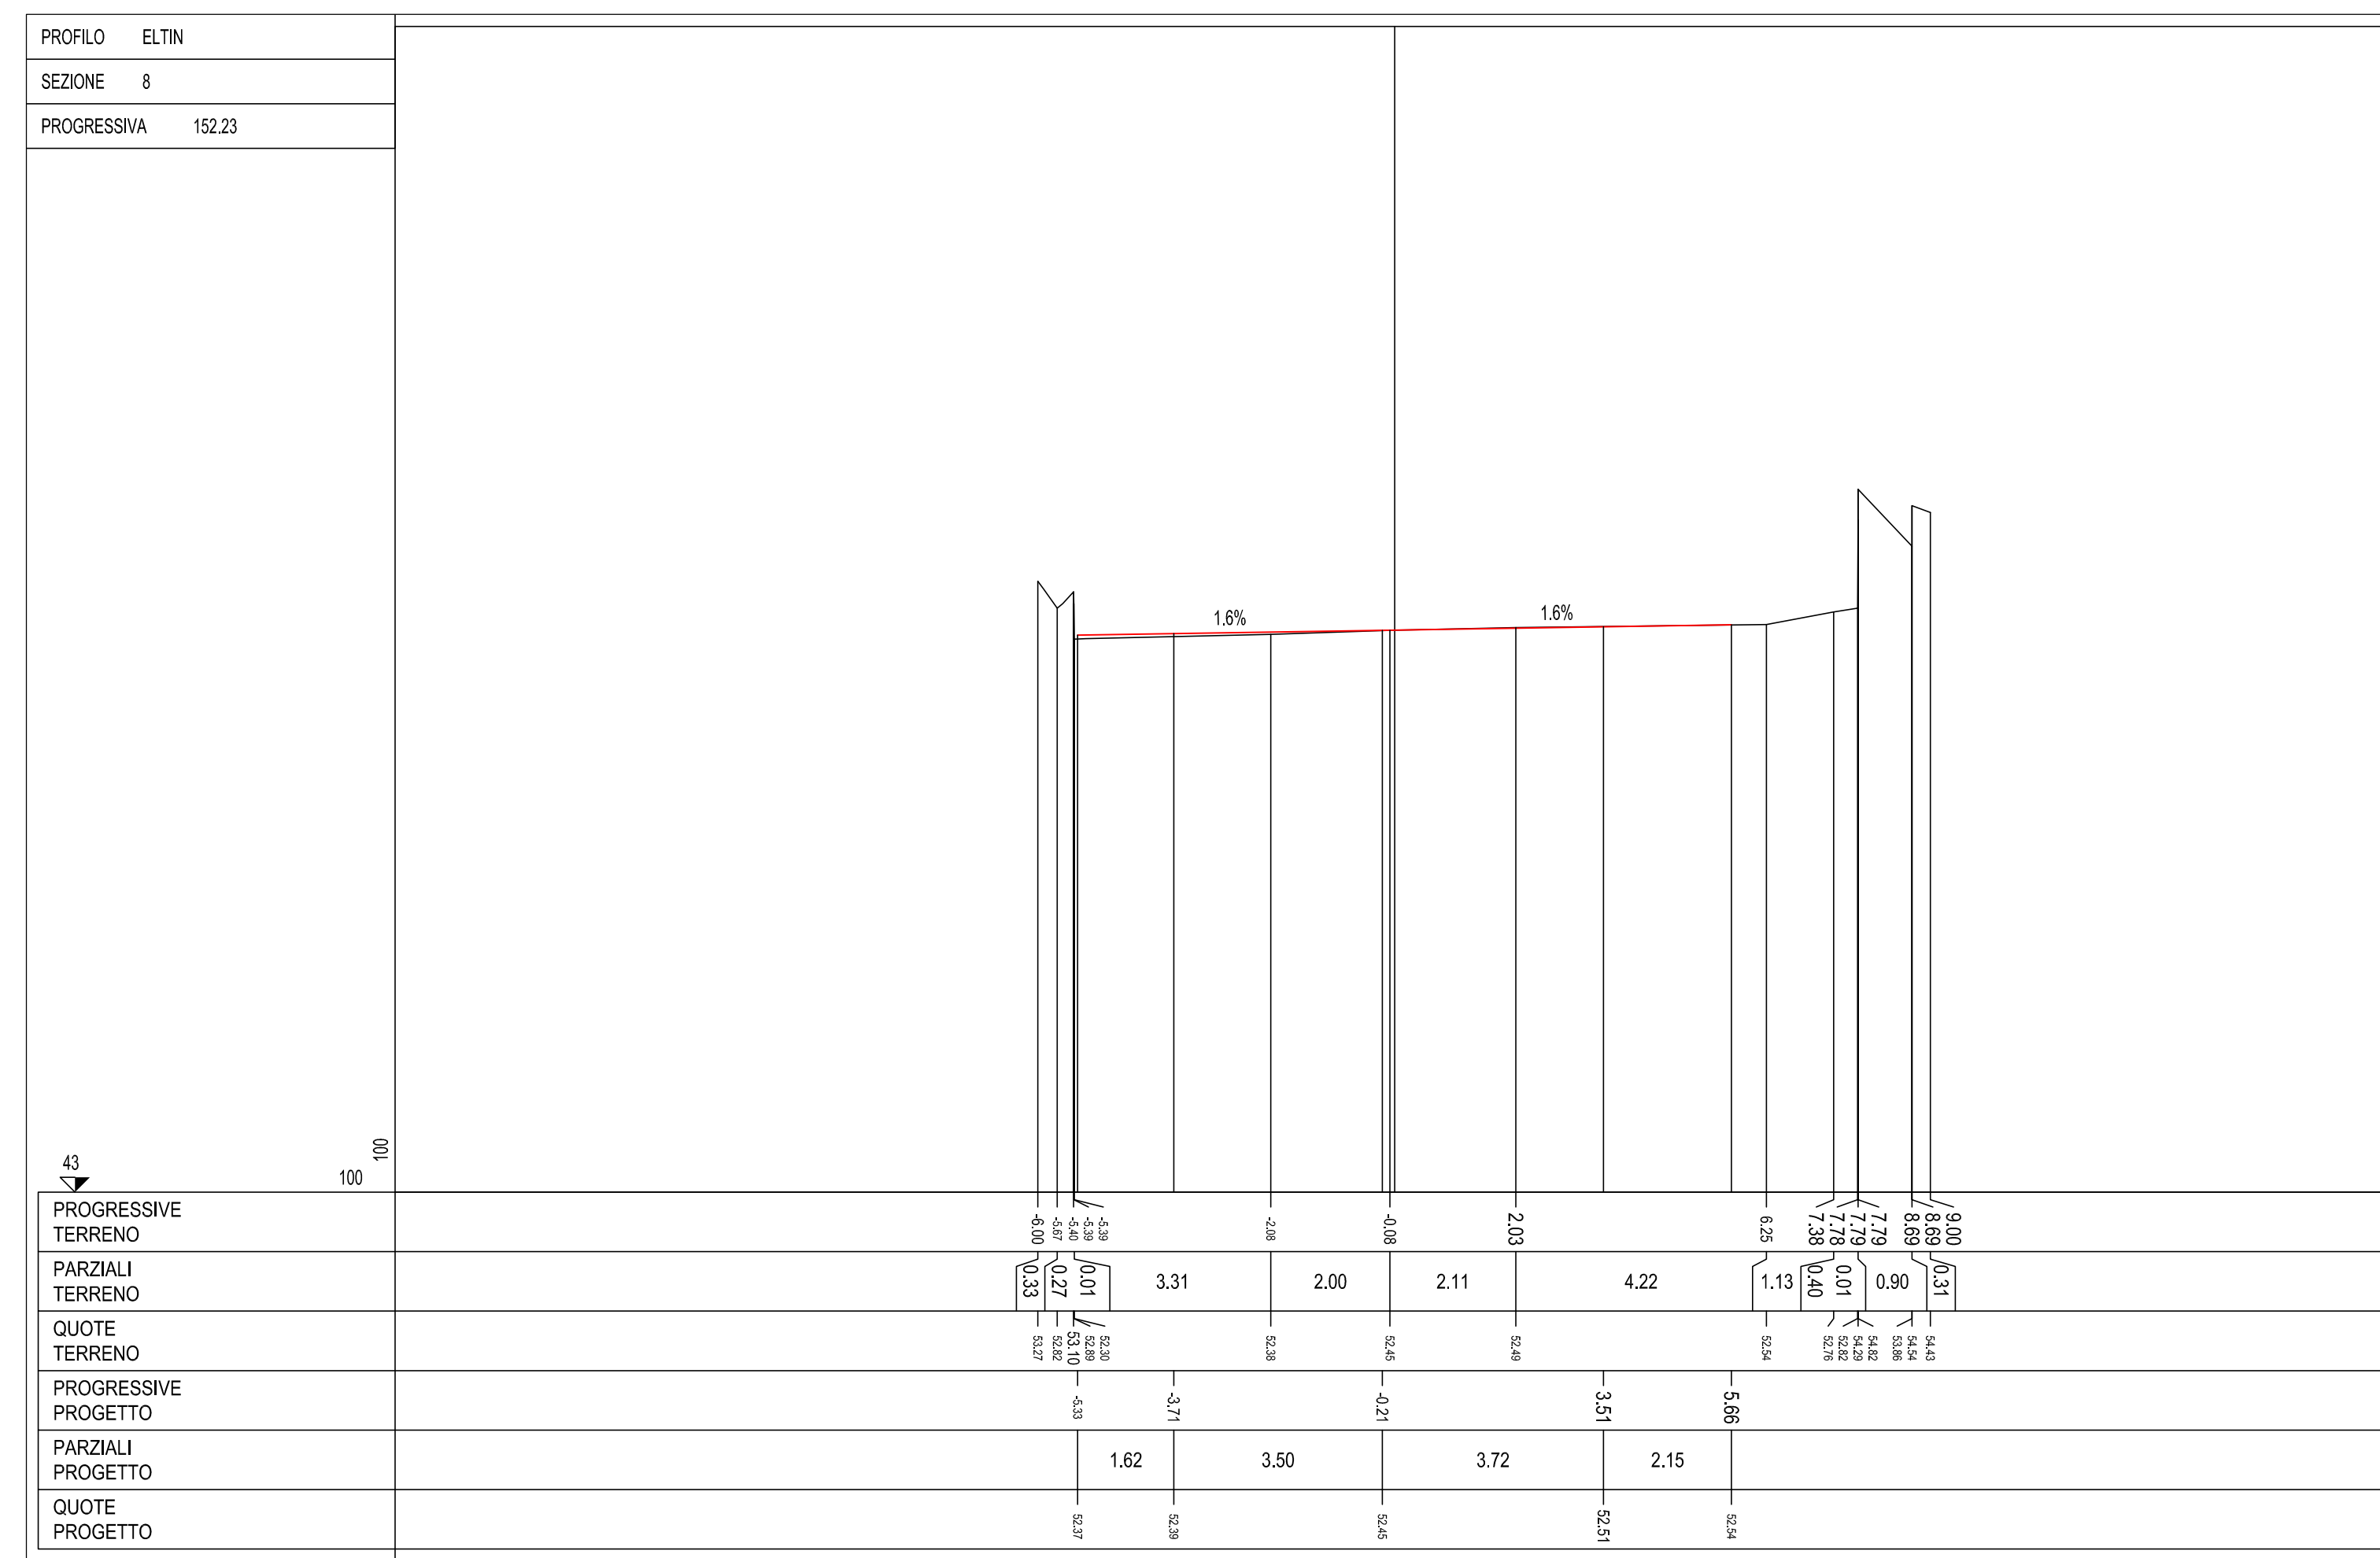 PROFILO ELTIN
SEZIONE 8
PROGRESSIVA 152.23
1.6% 1.6%
43 100 100
PROGRESSIVE
TERRENO
-6.00 -5.67 -5.40 -5.39 -5.39 -2.08 -0.08 2.03 6.25 7.38 7.78 7.79 7.79 8.69 8.69 9.00
PARZIALI
TERRENO
0.33 0.27 0.01 3.31 2.00 2.11 4.22 1.13 0.40 0.01 0.90 0.31
QUOTE
TERRENO
53.27 52.82 53.10 52.89 52.30 52.38 52.45 52.49 52.54 52.76 52.82 54.29 54.82 53.86 54.54 54.43
PROGRESSIVE
PROGETTO
-5.33 -3.71 -0.21 3.51 5.66
PARZIALI
PROGETTO
1.62 3.50 3.72 2.15
QUOTE
PROGETTO
52.37 52.39 52.45 52.51 52.54